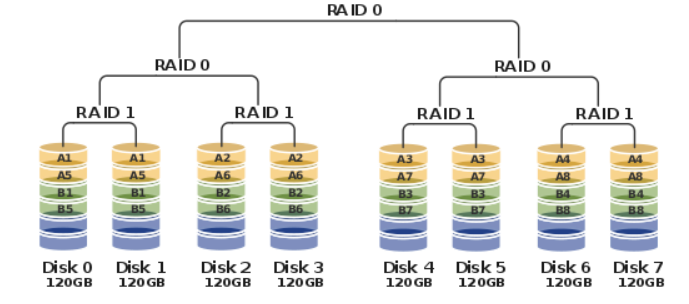 RAID 0
RAID 0 RAID 0
RAID 1 RAID 1 RAID 1 RAID 1
A1 A1 A2 A2 A3 A3 A4 A4
A5 A5 A6 A6 A7 A7 A8 A8
B1 B1 B2 B2 B3 B3 B4 B4
B5 B5 B6 B6 B7 B7 B8 B8
Disk 0 Disk 1 Disk 2 Disk 3 Disk 4 Disk 5 Disk 6 Disk 7
120GB 120GB 120GB 120GB 120GB 120GB 120GB 120GB